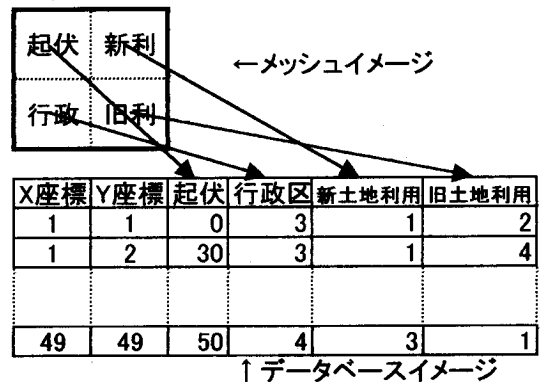 起伏 新利
←メッシュイメージ
行政 旧利
X座標 Y座標 起伏 行政区 新土地利用 旧土地利用
1 1 0 3 1 2
1 2 30 3 1 4
49 49 50 4 3 1
↑データベースイメージ